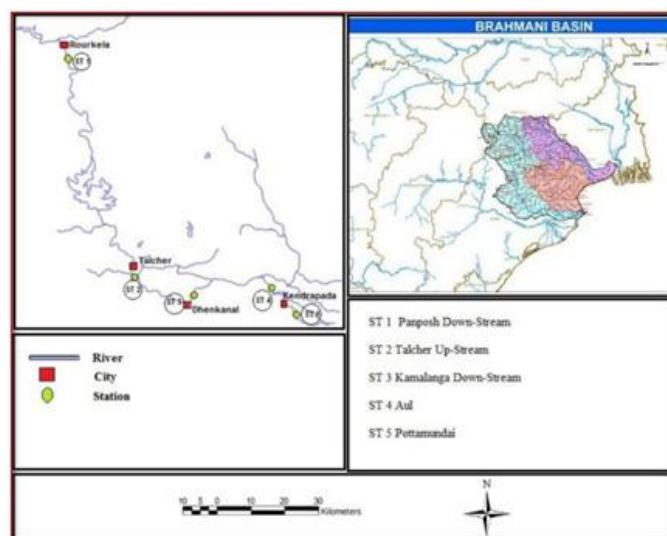 Rourkela
ST 1
Talcher
ST 2
ST 3
Dhenkanal
ST 4
Kendrapada
BRAHMANI BASIN
River
City
Station
ST 1 Panposh Down-Stream
ST 2 Talcher Up-Stream
ST 3 Kamalanga Down-Stream
ST 4 Aul
ST 5 Pottamundai
10 5 0 10 20 30
Kilometers
N